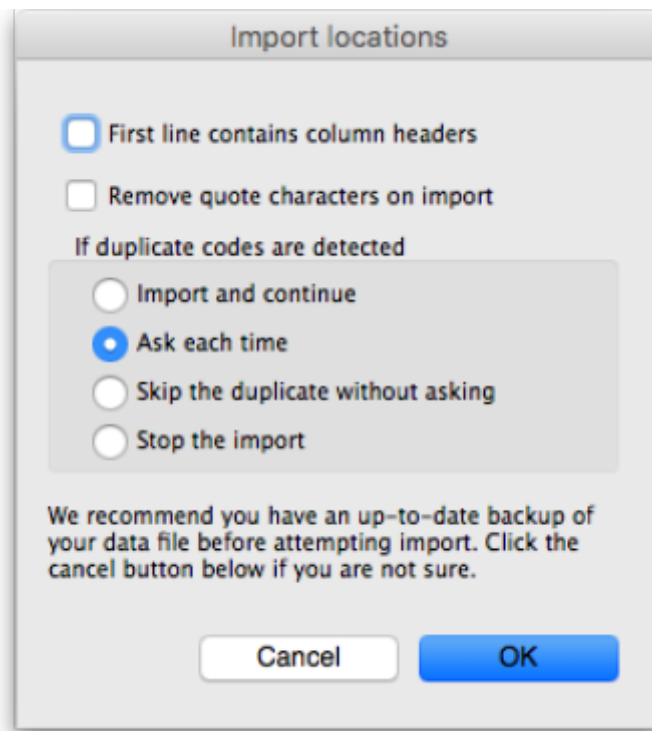 Import locations
First line contains column headers
Remove quote characters on import
If duplicate codes are detected
Import and continue
Ask each time
Skip the duplicate without asking
Stop the import
We recommend you have an up-to-date backup of
your data file before attempting import. Click the
cancel button below if you are not sure.
Cancel OK